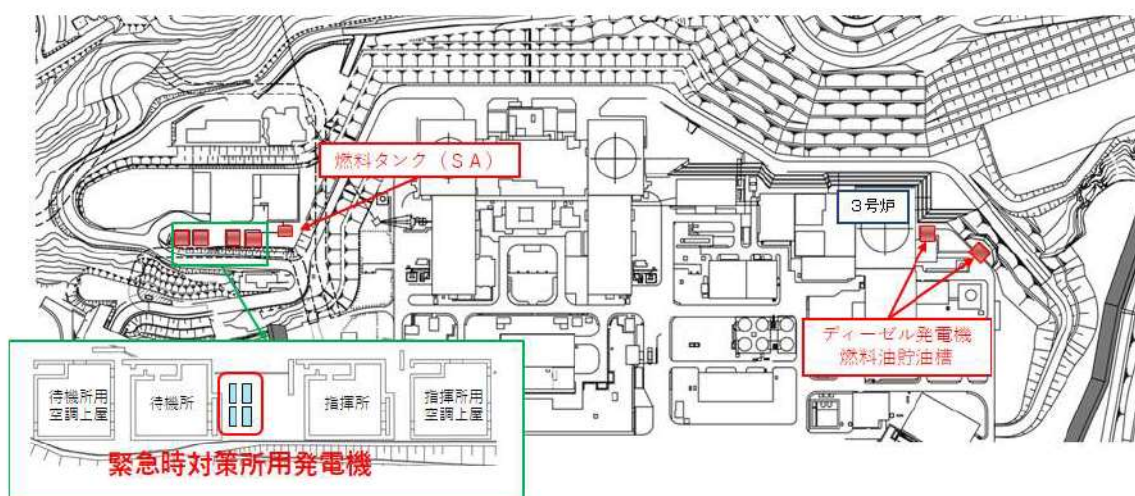 燃料タンク（ＳＡ）
３号炉
ディーゼル発電機
燃料油貯油槽
待機所用
空調上屋
待機所
指揮所
指揮所用
空調上屋
緊急時対策所用発電機